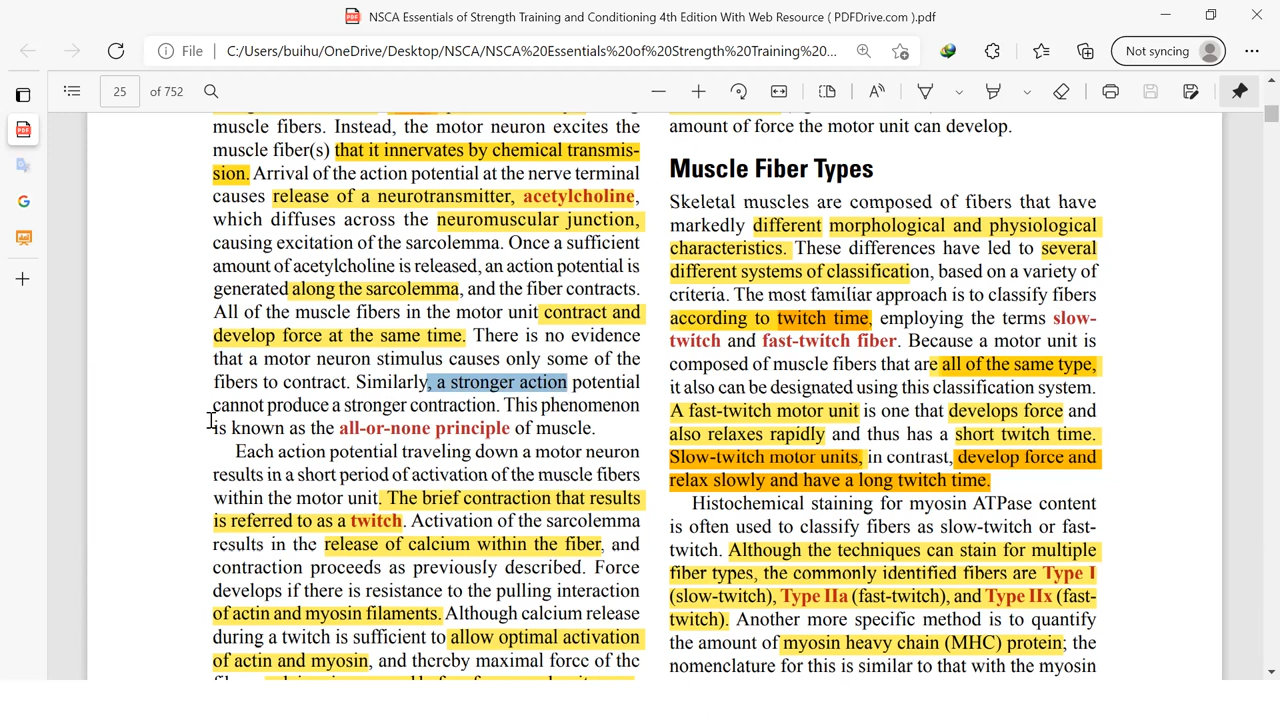 NSCA Essentials of Strength Training and Conditioning 4th Edition With Web Resource ( PDFDrive.com ).pdf
File
C:/Users/buihu/OneDrive/Desktop/NSCA/NSCA%20Essentials%20of%20Strength%20Training%20...
Not syncing
25
of 752
muscle fibers. Instead, the motor neuron excites the
muscle fiber(s) that it innervates by chemical transmis-
sion. Arrival of the action potential at the nerve terminal
causes release of a neurotransmitter, acetylcholine,
which diffuses across the neuromuscular junction,
causing excitation of the sarcolemma. Once a sufficient
amount of acetylcholine is released, an action potential is
generated along the sarcolemma, and the fiber contracts.
All of the muscle fibers in the motor unit contract and
develop force at the same time. There is no evidence
that a motor neuron stimulus causes only some of the
fibers to contract. Similarly, a stronger action potential
cannot produce a stronger contraction. This phenomenon
is known as the all-or-none principle of muscle.
Each action potential traveling down a motor neuron
results in a short period of activation of the muscle fibers
within the motor unit. The brief contraction that results
is referred to as a twitch. Activation of the sarcolemma
results in the release of calcium within the fiber, and
contraction proceeds as previously described. Force
develops if there is resistance to the pulling interaction
of actin and myosin filaments. Although calcium release
during a twitch is sufficient to allow optimal activation
of actin and myosin, and thereby maximal force of the
amount of force the motor unit can develop.
Muscle Fiber Types
Skeletal muscles are composed of fibers that have
markedly different morphological and physiological
characteristics. These differences have led to several
different systems of classification, based on a variety of
criteria. The most familiar approach is to classify fibers
according to twitch time, employing the terms slow-
twitch and fast-twitch fiber. Because a motor unit is
composed of muscle fibers that are all of the same type,
it also can be designated using this classification system.
A fast-twitch motor unit is one that develops force and
also relaxes rapidly and thus has a short twitch time.
Slow-twitch motor units, in contrast, develop force and
relax slowly and have a long twitch time.
Histochemical staining for myosin ATPase content
is often used to classify fibers as slow-twitch or fast-
twitch. Although the techniques can stain for multiple
fiber types, the commonly identified fibers are Type I
(slow-twitch), Type IIa (fast-twitch), and Type IIx (fast-
twitch). Another more specific method is to quantify
the amount of myosin heavy chain (MHC) protein; the
nomenclature for this is similar to that with the myosin